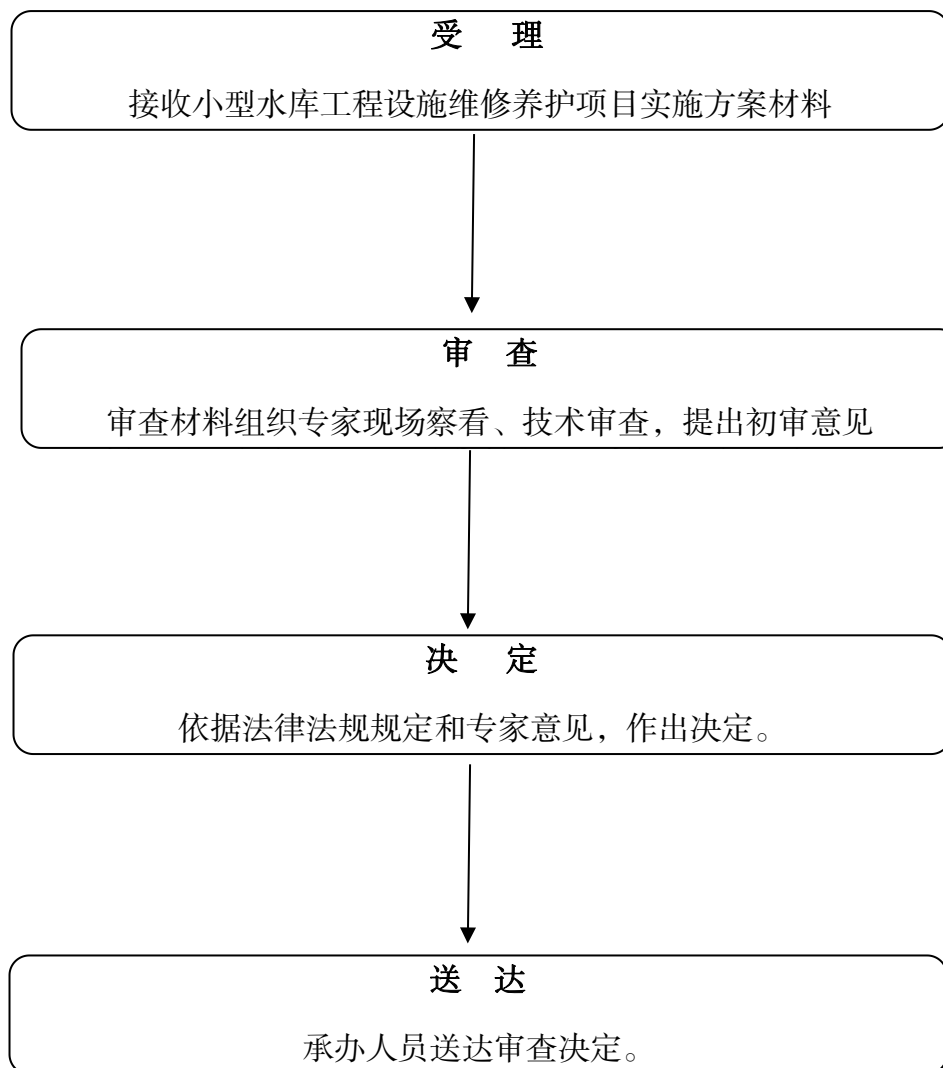 受 理
接收小型水库工程设施维修养护项目实施方案材料
审 查
审查材料组织专家现场察看、技术审查，提出初审意见
决 定
依据法律法规规定和专家意见，作出决定。
送 达
承办人员送达审查决定。